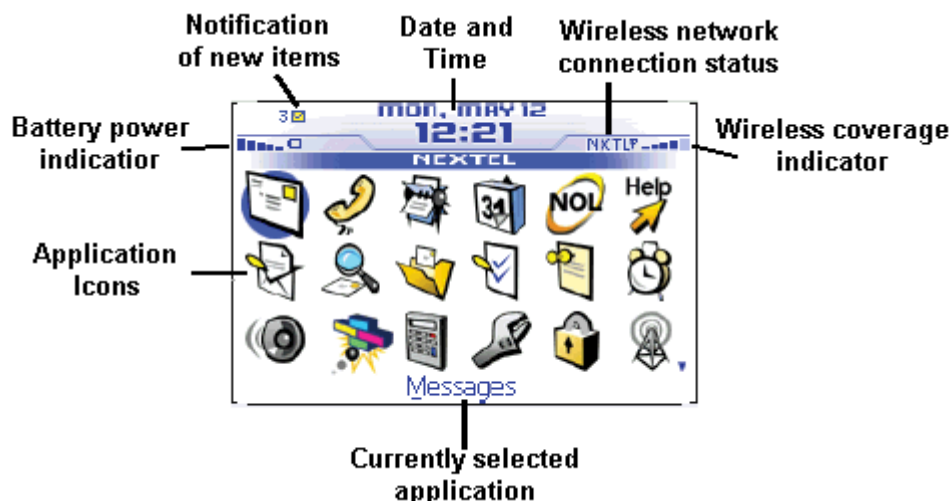 Notification
of new items
Date and
Time
Wireless network
connection status
Battery power
indicatior
Wireless coverage
indicator
3
MON, MAY 12
12:21
NXTL
NEXTEL
31
NOL
Help
Application
Icons
Messages
Currently selected
application